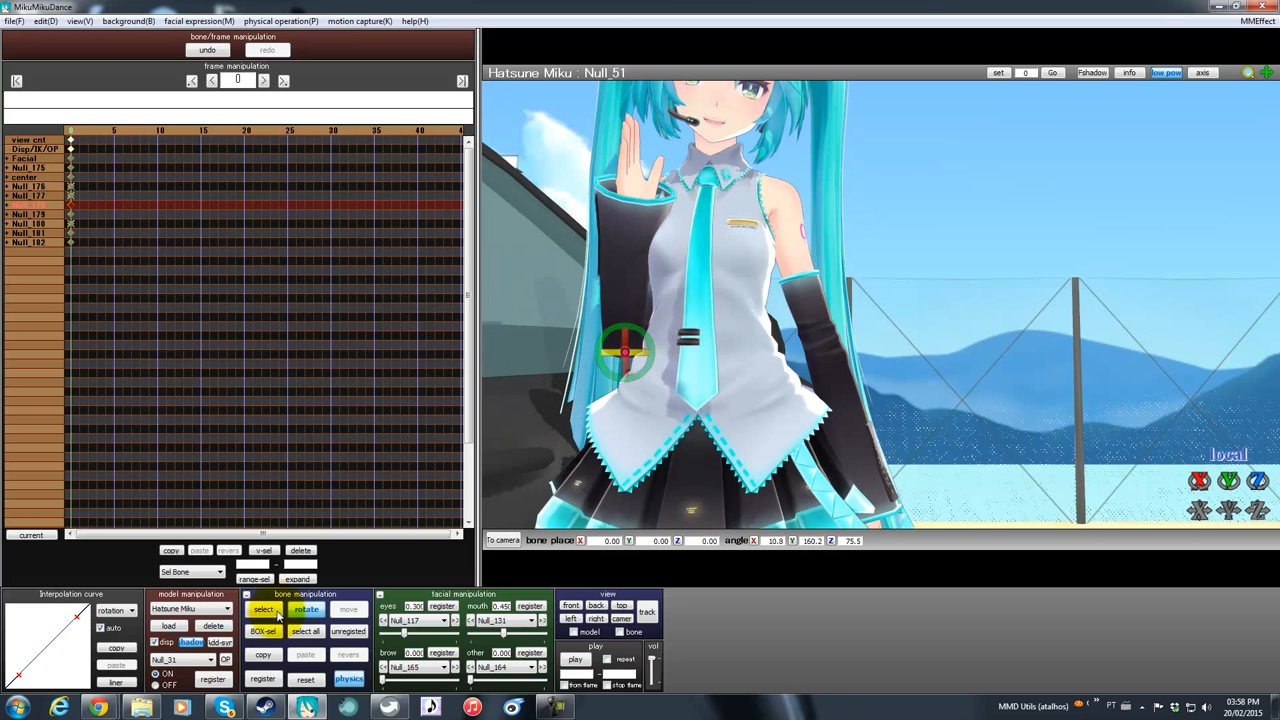 MikuMikuDance
file(F) edit(D) view(V) background(B) facial expression(M) physical operation(P) motion capture(K) help(H) MMEffect
bone/frame manipulation
undo redo
frame manipulation
0
Hatsune Miku : Null_51 set 0 Go Fshadow info low pow axis
0 5 10 15 20 25 30 35 40 4
view cnt
Disp/IK/OP
+ Facial
+ Null_175
+ center
+ Null_176
+ Null_177
+ Null_179
+ Null_180
+ Null_181
+ Null_182
local
X Y Z
X Y Z
current
To camera bone place X 0.00 Y 0.00 Z 0.00 angle X 10.8 Y 160.2 Z 75.5
copy paste revers v-sel delete
Sel Bone
range-sel - expand
Interpolation curve
rotation
auto
copy
paste
liner
model manipulation
Hatsune Miku
load delete
disp shadow
Null_31 OP
ON
OFF
register
- bone manipulation
select rotate move
BOX-sel select all unregisted
copy paste revers
register reset physics
- facial manipulation
eyes 0.300 register mouth 0.450 register
<< Null_117 >> << Null_131 >>
brow 0.000 register other 0.000 register
<< Null_165 >> << Null_164 >>
view
front back top
left right camer
track
model bone
play
play repeat
-
from flame stop flame
vol
MMD Utils (atalhos) PT 03:58 PM
20/02/2015